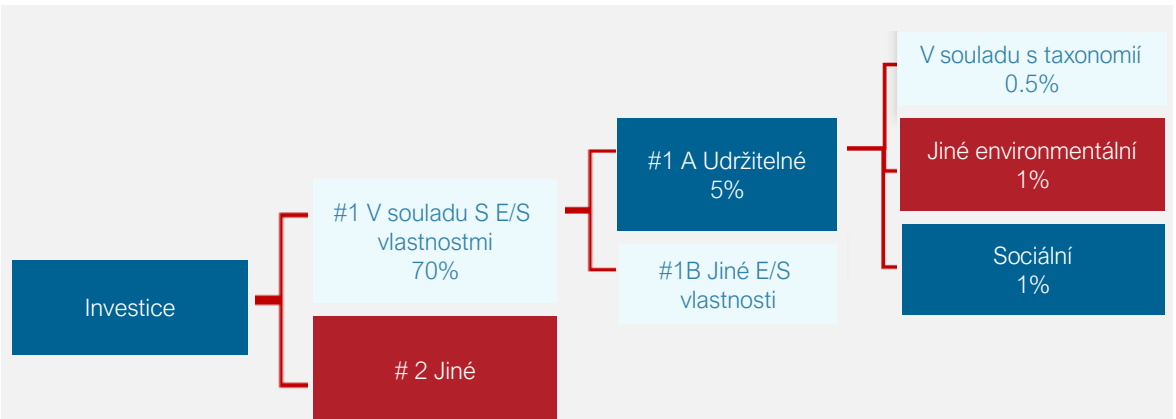 Investice
#1 V souladu S E/S
vlastnostmi
70%
# 2 Jiné
#1 A Udržitelné
5%
#1B Jiné E/S
vlastnosti
V souladu s taxonomií
0.5%
Jiné environmentální
1%
Sociální
1%